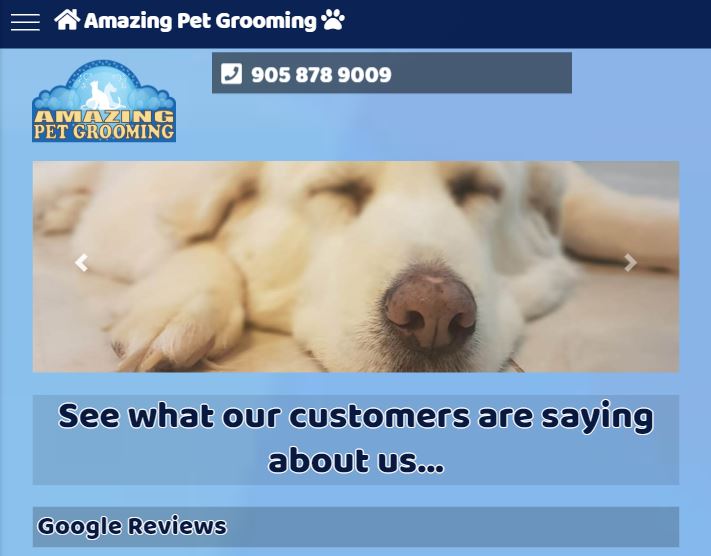 Amazing Pet Grooming
905 878 9009
AMAZING
PET GROOMING
See what our customers are saying
about us...
Google Reviews